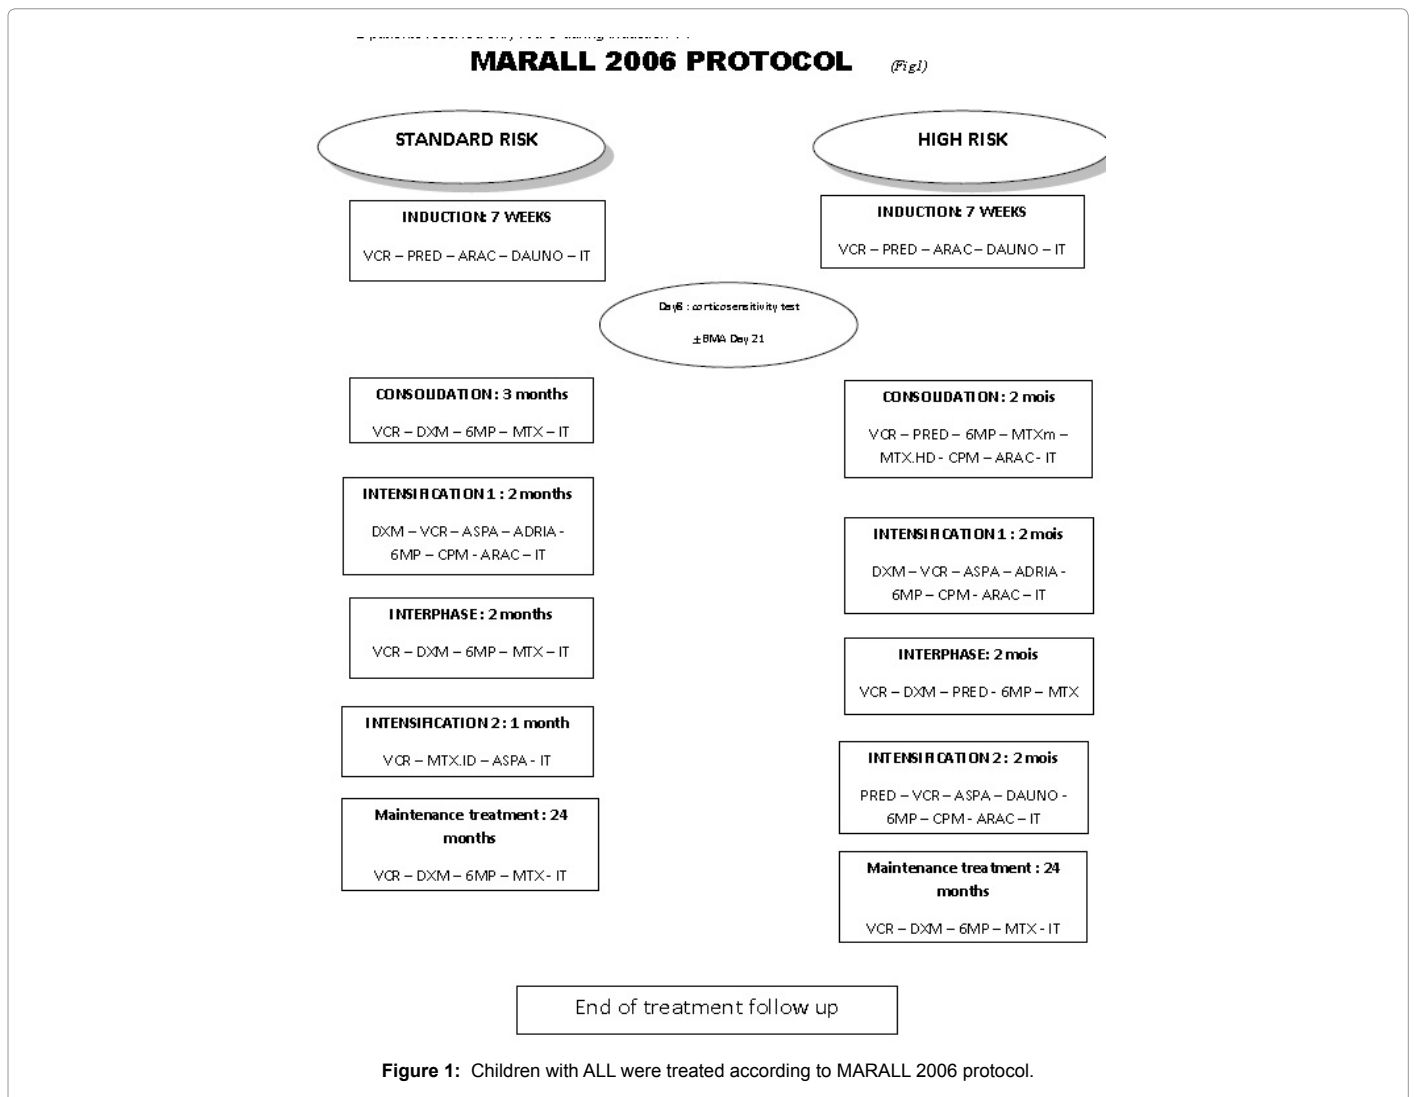 patients received only during induction
MARALL 2006 PROTOCOL (Fig1)
STANDARD RISK
INDUCTION: 7 WEEKS
VCR – PRED – ARAC – DAUNO – IT
HIGH RISK
INDUCTION: 7 WEEKS
VCR – PRED – ARAC – DAUNO – IT
: corticosensitivity test
± BMA Day 21
CONSOLIDATION : 3 months
VCR – DXM – 6MP – MTX – IT
INTENSIFICATION 1 : 2 months
DXM – VCR – ASPA – ADRIA -
6MP – CPM - ARAC – IT
INTERPHASE : 2 months
VCR – DXM – 6MP – MTX – IT
INTENSIFICATION 2 : 1 month
VCR – MTX.ID – ASPA - IT
Maintenance treatment : 24
months
VCR – DXM – 6MP – MTX - IT
CONSOLIDATION : 2 mois
VCR – PRED – 6MP – MTXm –
MTX.HD - CPM – ARAC - IT
INTENSIFICATION 1 : 2 mois
DXM – VCR – ASPA – ADRIA -
6MP – CPM - ARAC – IT
INTERPHASE: 2 mois
VCR – DXM – PRED - 6MP – MTX
INTENSIFICATION 2 : 2 mois
PRED – VCR – ASPA – DAUNO -
6MP – CPM - ARAC – IT
Maintenance treatment : 24
months
VCR – DXM – 6MP – MTX - IT
End of treatment follow up
Figure 1: Children with ALL were treated according to MARALL 2006 protocol.